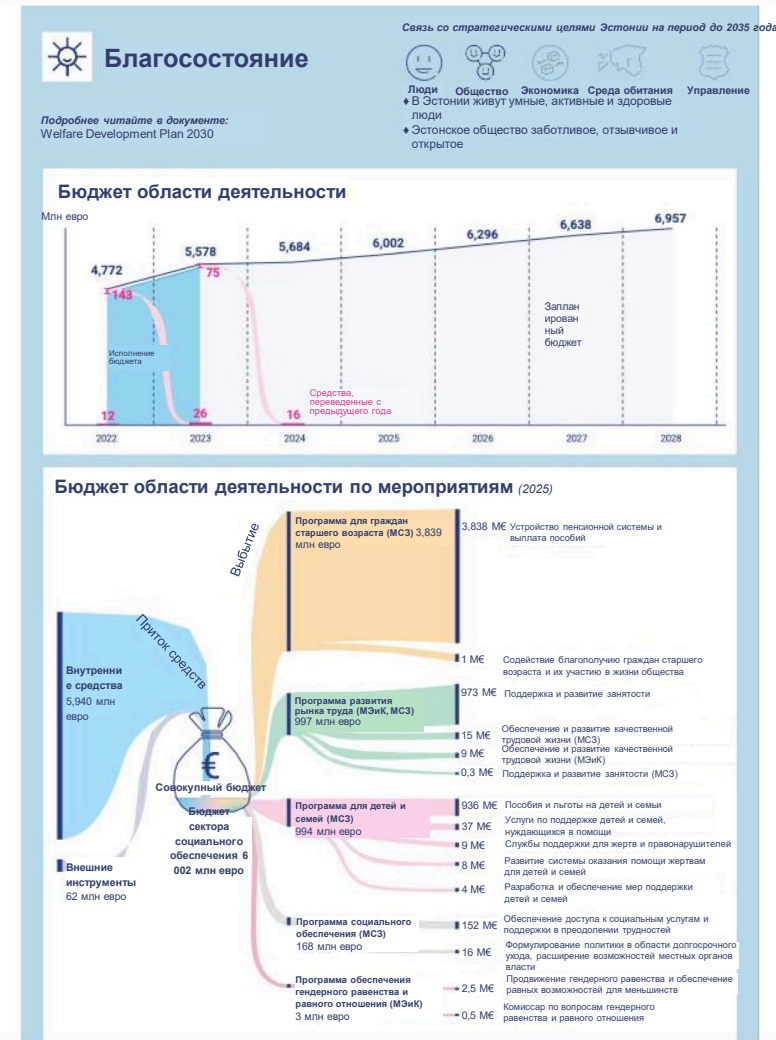 Связь со стратегическими целями Эстонии на период до 2035 года
Благосостояние
Люди Общество Экономика Среда обитания Управление
♦ В Эстонии живут умные, активные и здоровые
люди
♦ Эстонское общество заботливое, отзывчивое и
открытое
Подробнее читайте в документе:
Welfare Development Plan 2030
Бюджет области деятельности
Млн евро
4,772
5,578
5,684
6,002
6,296
6,638
6,957
143
75
Исполнение
бюджета
Заплан
ирован
ный
бюджет
Средства,
переведенные с
предыдущего года
12
26
16
2022 2023 2024 2025 2026 2027 2028
Бюджет области деятельности по мероприятиям (2025)
Выбытие
Приток средств
Внутренни
е средства
5,940 млн
евро
Внешние
инструменты
62 млн евро
€
Совокупный бюджет
Бюджет
сектора
социального
обеспечения 6
002 млн евро
Программа для граждан
старшего возраста (МСЗ) 3,839
млн евро
3,838 М€ Устройство пенсионной системы и
выплата пособий
1 М€ Содействие благополучию граждан старшего
возраста и их участию в жизни общества
Программа развития
рынка труда (МЭиК, МСЗ)
997 млн евро
973 М€ Поддержка и развитие занятости
15 М€ Обеспечение и развитие качественной
трудовой жизни (МСЗ)
9 М€ Обеспечение и развитие качественной
трудовой жизни (МЭиК)
0,3 М€ Поддержка и развитие занятости (МСЗ)
Программа для детей и
семей (МСЗ)
994 млн евро
936 М€ Пособия и льготы на детей и семьи
37 М€ Услуги по поддержке детей и семей,
нуждающихся в помощи
9 М€ Службы поддержки для жертв и правонарушителей
8 М€ Развитие системы оказания помощи жертвам
для детей и семей
4 М€ Разработка и обеспечение мер поддержки
детей и семей
Программа социального
обеспечения (МСЗ)
168 млн евро
152 М€ Обеспечение доступа к социальным услугам и
поддержки в преодолении трудностей
16 М€ Формулирование политики в области долгосрочного
ухода, расширение возможностей местных органов
власти
Программа обеспечения
гендерного равенства и
равного отношения (МЭиК)
3 млн евро
2,5 М€ Продвижение гендерного равенства и обеспечение
равных возможностей для меньшинств
0,5 М€ Комиссар по вопросам гендерного
равенства и равного отношения